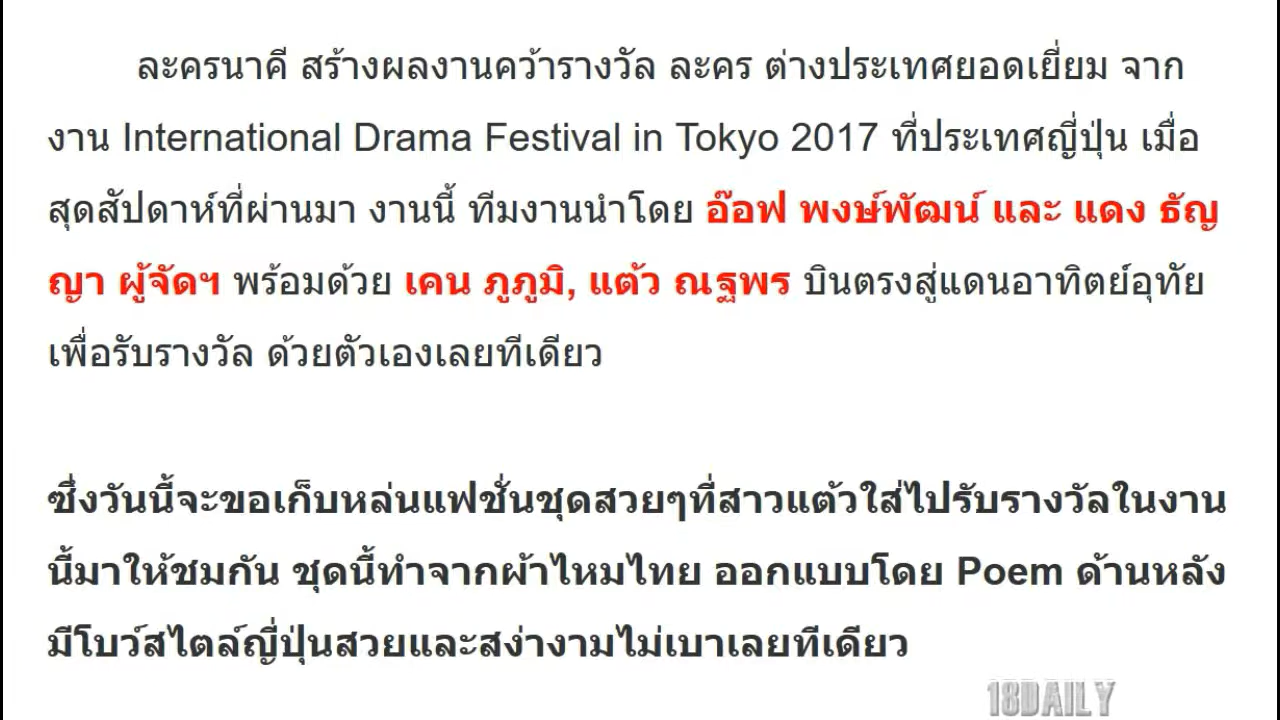 ละครนาคี สร้างผลงานคว้ารางวัล ละคร ต่างประเทศยอดเยี่ยม จาก
งาน International Drama Festival in Tokyo 2017 ที่ประเทศญี่ปุ่น เมื่อ
สุดสัปดาห์ที่ผ่านมา งานนี้ ทีมงานนำโดย อ๊อฟ พงษ์พัฒน์ และ แดง ธัญ
ญา ผู้จัดฯ พร้อมด้วย เคน ภูภูมิ, แต้ว ณฐพร บินตรงสู่แดนอาทิตย์อุทัย
เพื่อรับรางวัล ด้วยตัวเองเลยทีเดียว
ซึ่งวันนี้จะขอเก็บหล่นแฟชั่นชุดสวยๆที่สาวแต้วใส่ไปรับรางวัลในงาน
นี้มาให้ชมกัน ชุดนี้ทำจากผ้าไหมไทย ออกแบบโดย Poem ด้านหลัง
มีโบว์สไตล์ญี่ปุ่นสวยและสง่างามไม่เบาเลยทีเดียว
18DAILY